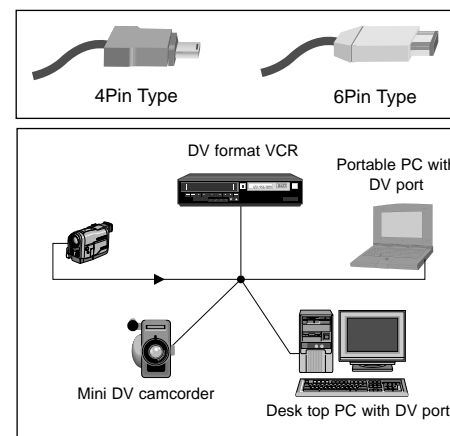 4Pin Type
6Pin Type
DV format VCR
Portable PC with
DV port
Mini DV camcorder
Desk top PC with DV port